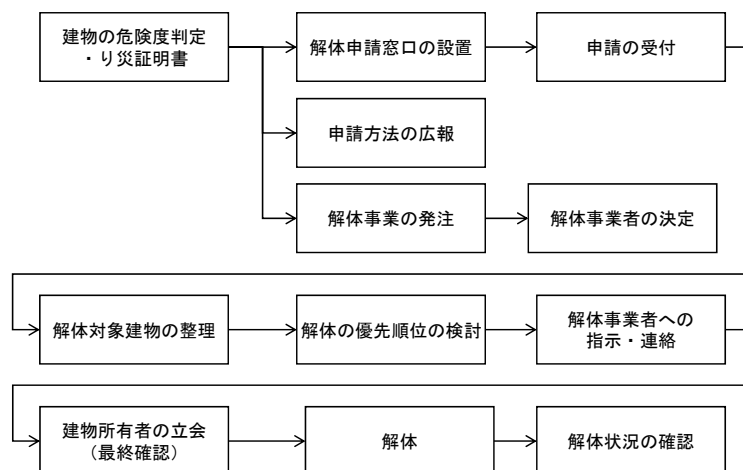 建物の危険度判定
・り災証明書
解体申請窓口の設置
申請の受付
申請方法の広報
解体事業の発注
解体事業者の決定
解体対象建物の整理
解体の優先順位の検討
解体事業者への
指示・連絡
建物所有者の立会
（最終確認）
解体
解体状況の確認